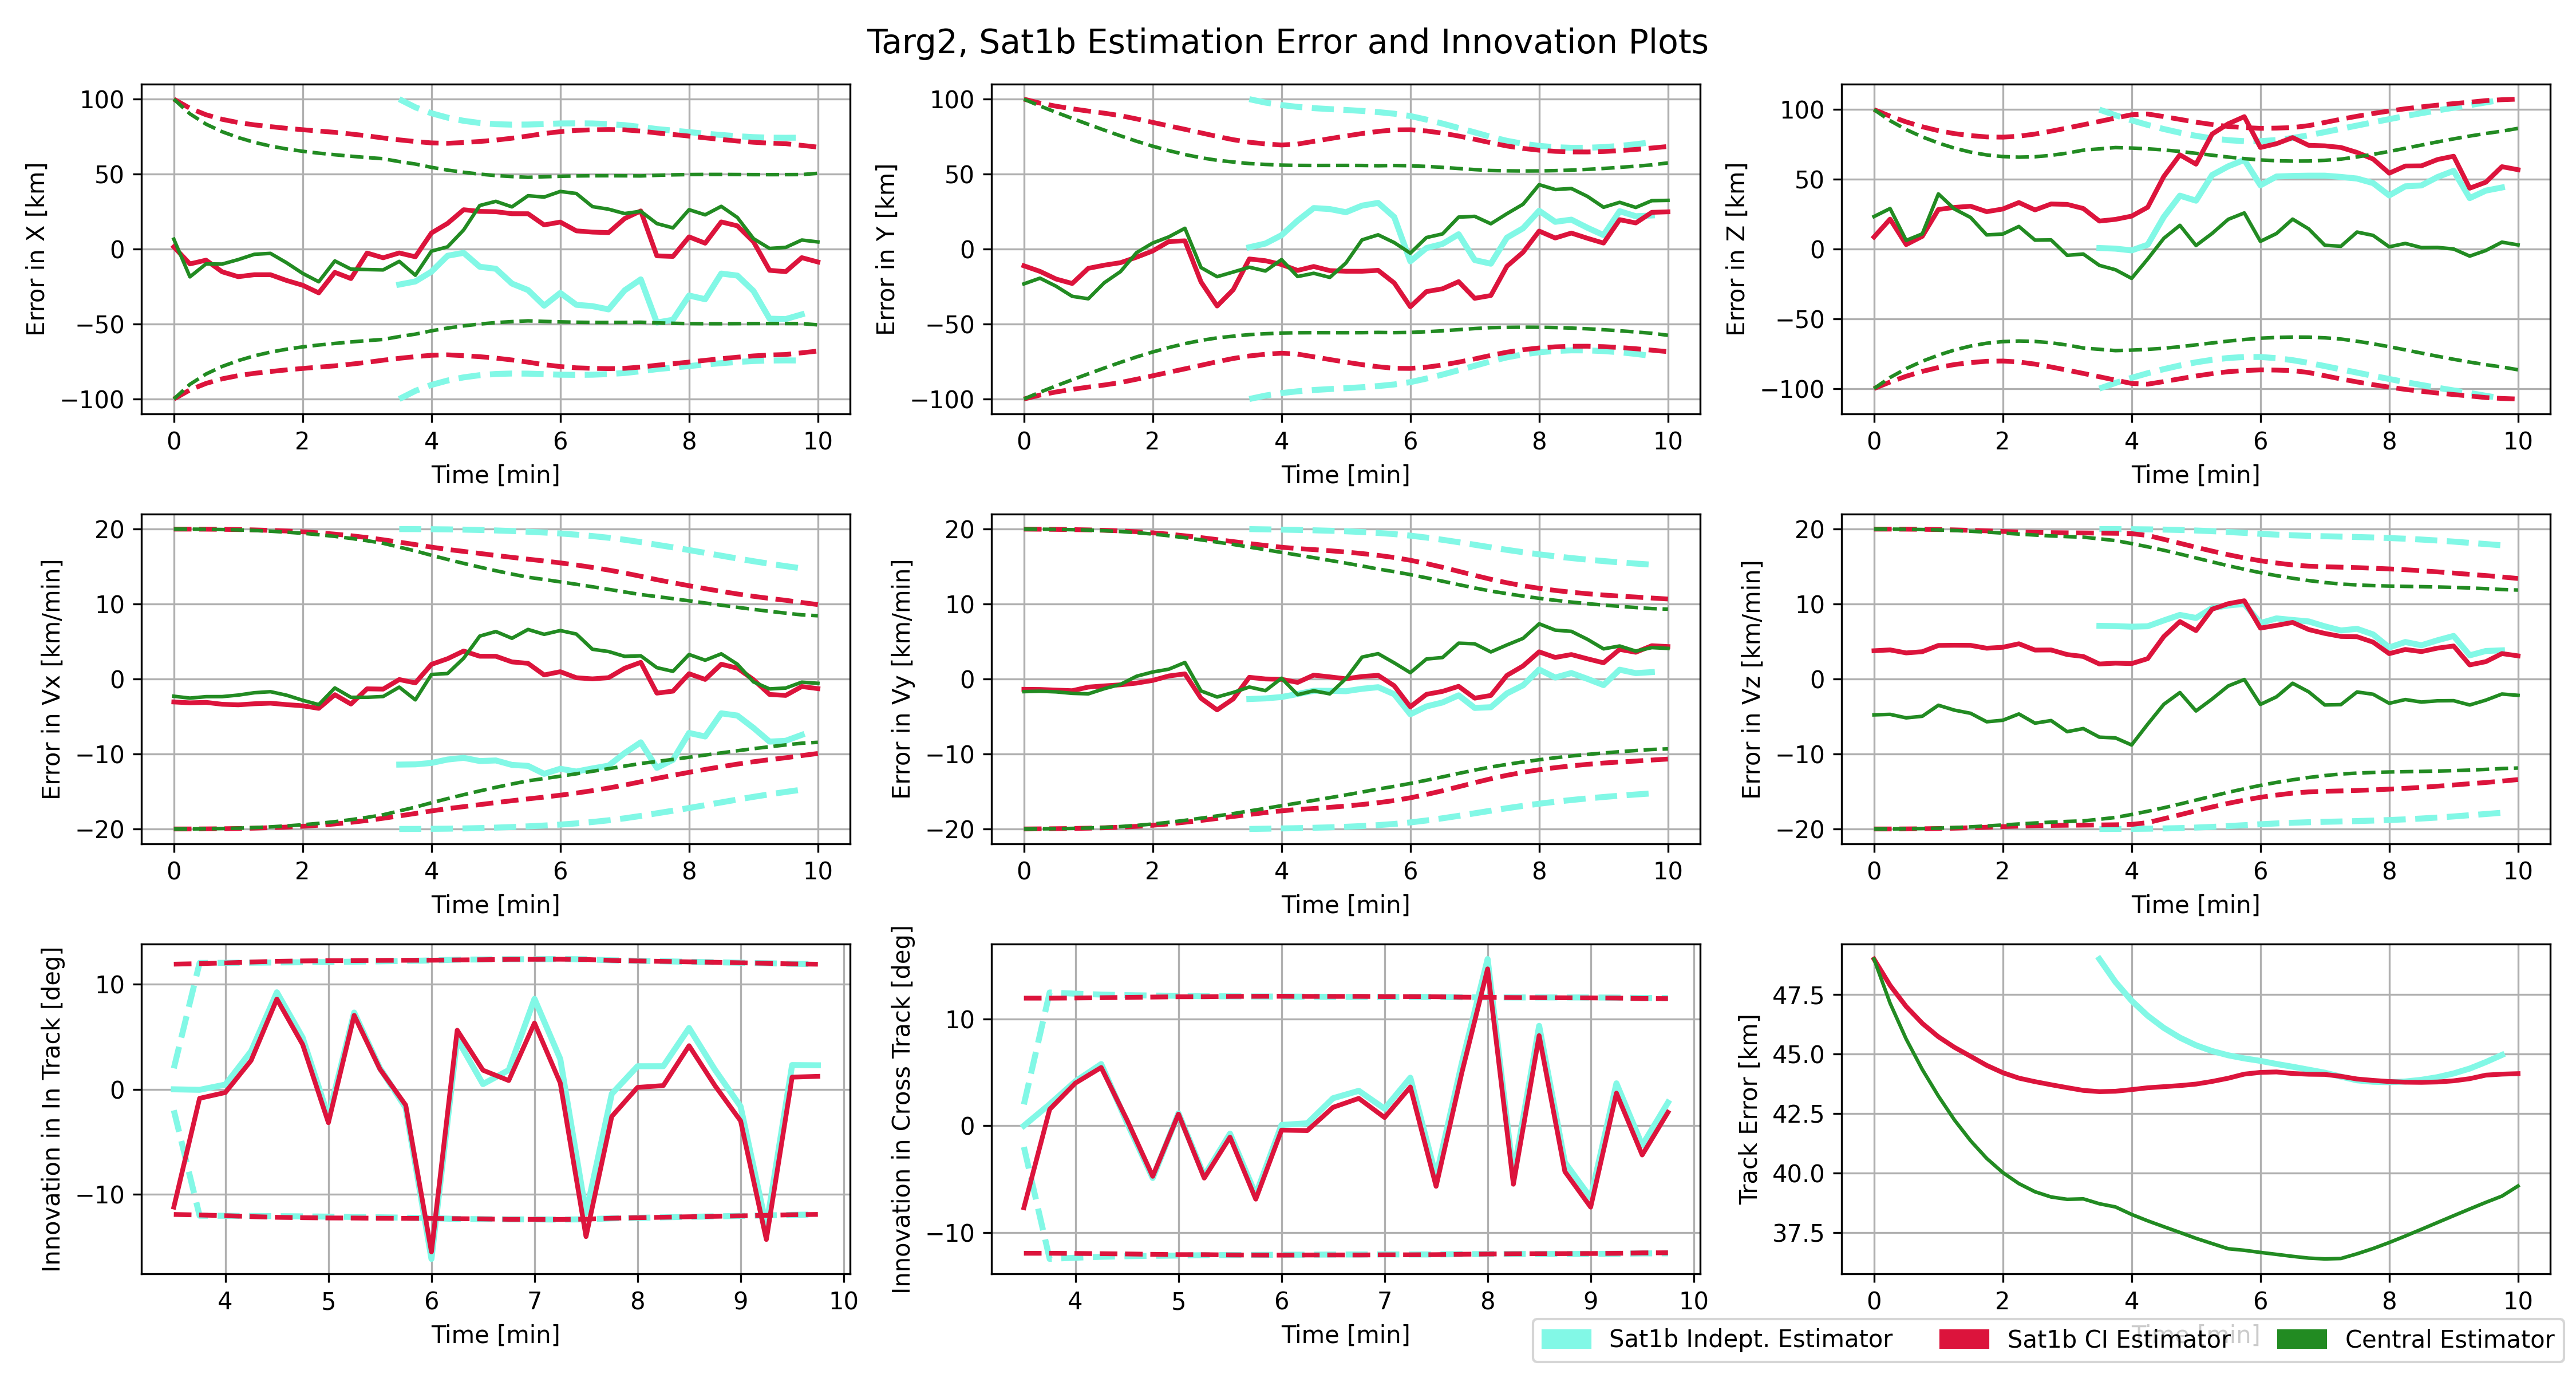 Targ2, Sat1b Estimation Error and Innovation Plots
Error in X [km]
100
50
0
−50
−100
0 2 4 6 8 10
Time [min]
Error in Y [km]
100
50
0
−50
−100
0 2 4 6 8 10
Time [min]
Error in Z [km]
100
50
0
−50
−100
0 2 4 6 8 10
Time [min]
Error in Vx [km/min]
20
10
0
−10
−20
0 2 4 6 8 10
Time [min]
Error in Vy [km/min]
20
10
0
−10
−20
0 2 4 6 8 10
Time [min]
Error in Vz [km/min]
20
10
0
−10
−20
0 2 4 6 8 10
Time [min]
Innovation in In Track [deg]
10
0
−10
4 5 6 7 8 9 10
Time [min]
Innovation in Cross Track [deg]
10
0
−10
4 5 6 7 8 9 10
Time [min]
Track Error [km]
47.5
45.0
42.5
40.0
37.5
0 2 4 6 8 10
Time [min]
Sat1b Indept. Estimator Sat1b CI Estimator Central Estimator